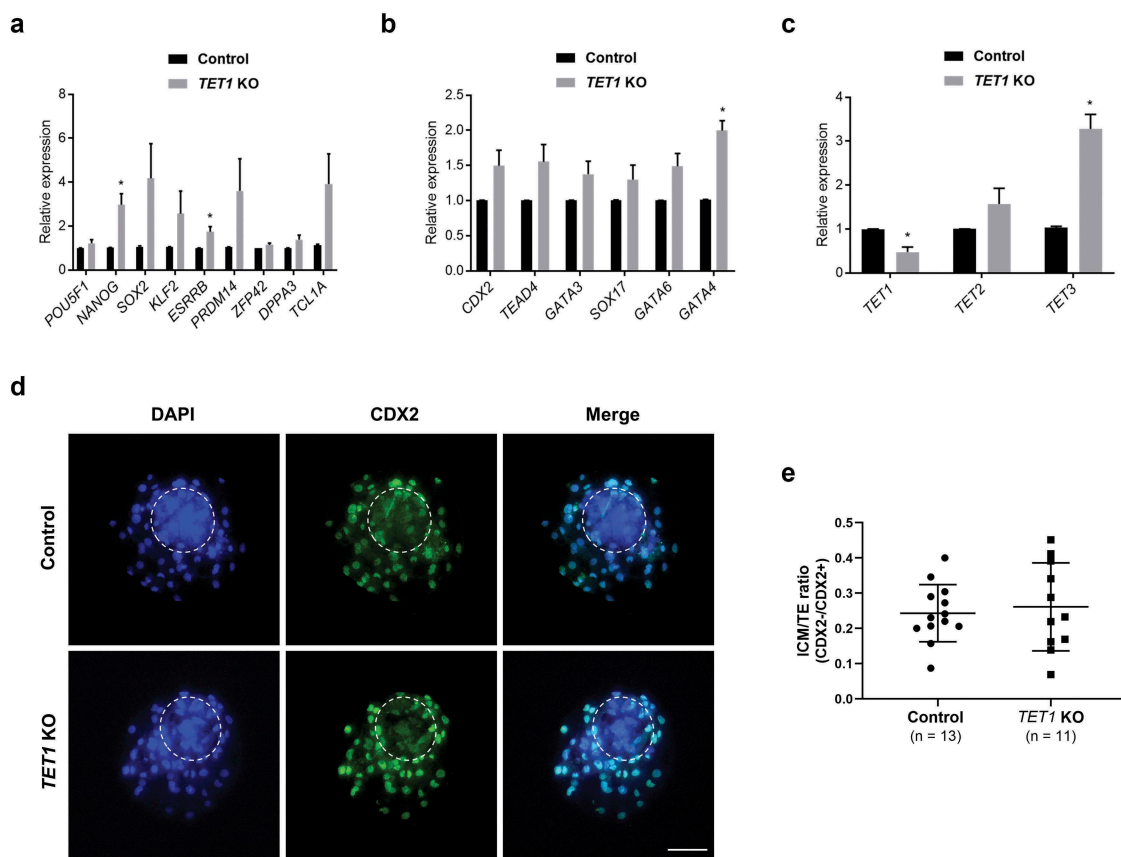 a
Control
TET1 KO
Relative expression
8
6
4
2
0
*
*
POU5F1
NANOG
SOX2
KLF2
ESRRB
PRDM14
ZFP42
DPPA3
TCL1A
b
Control
TET1 KO
Relative expression
2.5
2.0
1.5
1.0
0.5
0.0
*
CDX2
TEAD4
GATA3
SOX17
GATA6
GATA4
c
Control
TET1 KO
Relative expression
4
3
2
1
0
*
*
TET1
TET2
TET3
d
DAPI
CDX2
Merge
Control
TET1 KO
e
ICM/TE ratio
(CDX2-/CDX2+)
0.5
0.4
0.3
0.2
0.1
0.0
Control
(n = 13)
TET1 KO
(n = 11)